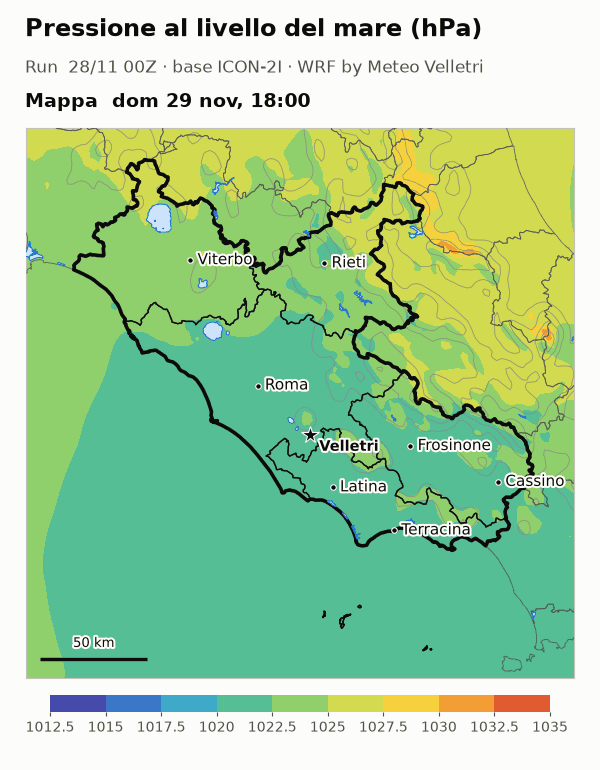 Pressione al livello del mare (hPa)
Run  28/11 00Z · base ICON-2I · WRF by Meteo Velletri
Mappa  dom 29 nov, 18:00
Viterbo
Rieti
Roma
Velletri
Frosinone
Latina
Cassino
Terracina
50 km
1012.5 1015 1017.5 1020 1022.5 1025 1027.5 1030 1032.5 1035